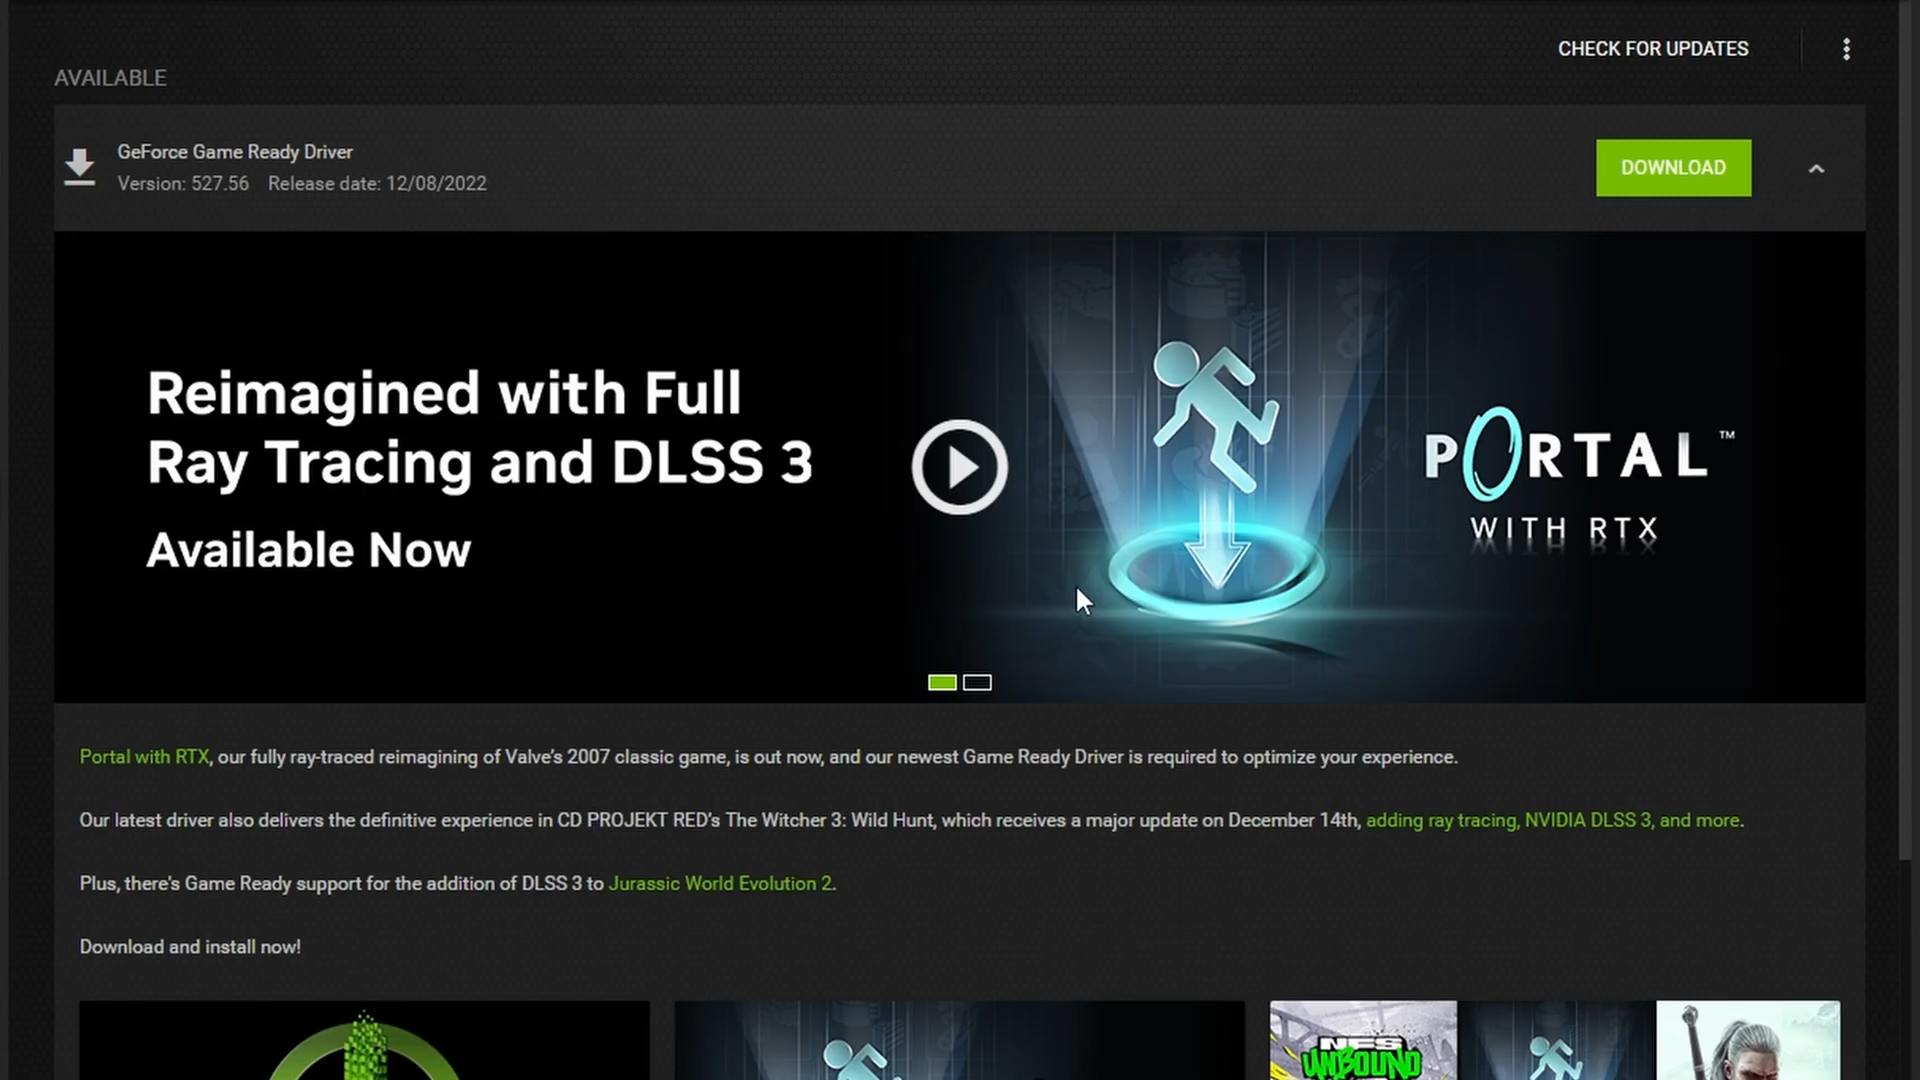 CHECK FOR UPDATES
AVAILABLE
GeForce Game Ready Driver
Version: 527.56 Release date: 12/08/2022
DOWNLOAD
Reimagined with Full
Ray Tracing and DLSS 3
Available Now
PORTAL™
WITH RTX
Portal with RTX, our fully ray-traced reimagining of Valve’s 2007 classic game, is out now, and our newest Game Ready Driver is required to optimize your experience.
Our latest driver also delivers the definitive experience in CD PROJEKT RED’s The Witcher 3: Wild Hunt, which receives a major update on December 14th, adding ray tracing, NVIDIA DLSS 3, and more.
Plus, there's Game Ready support for the addition of DLSS 3 to Jurassic World Evolution 2.
Download and install now!
NFS
UNBOUND